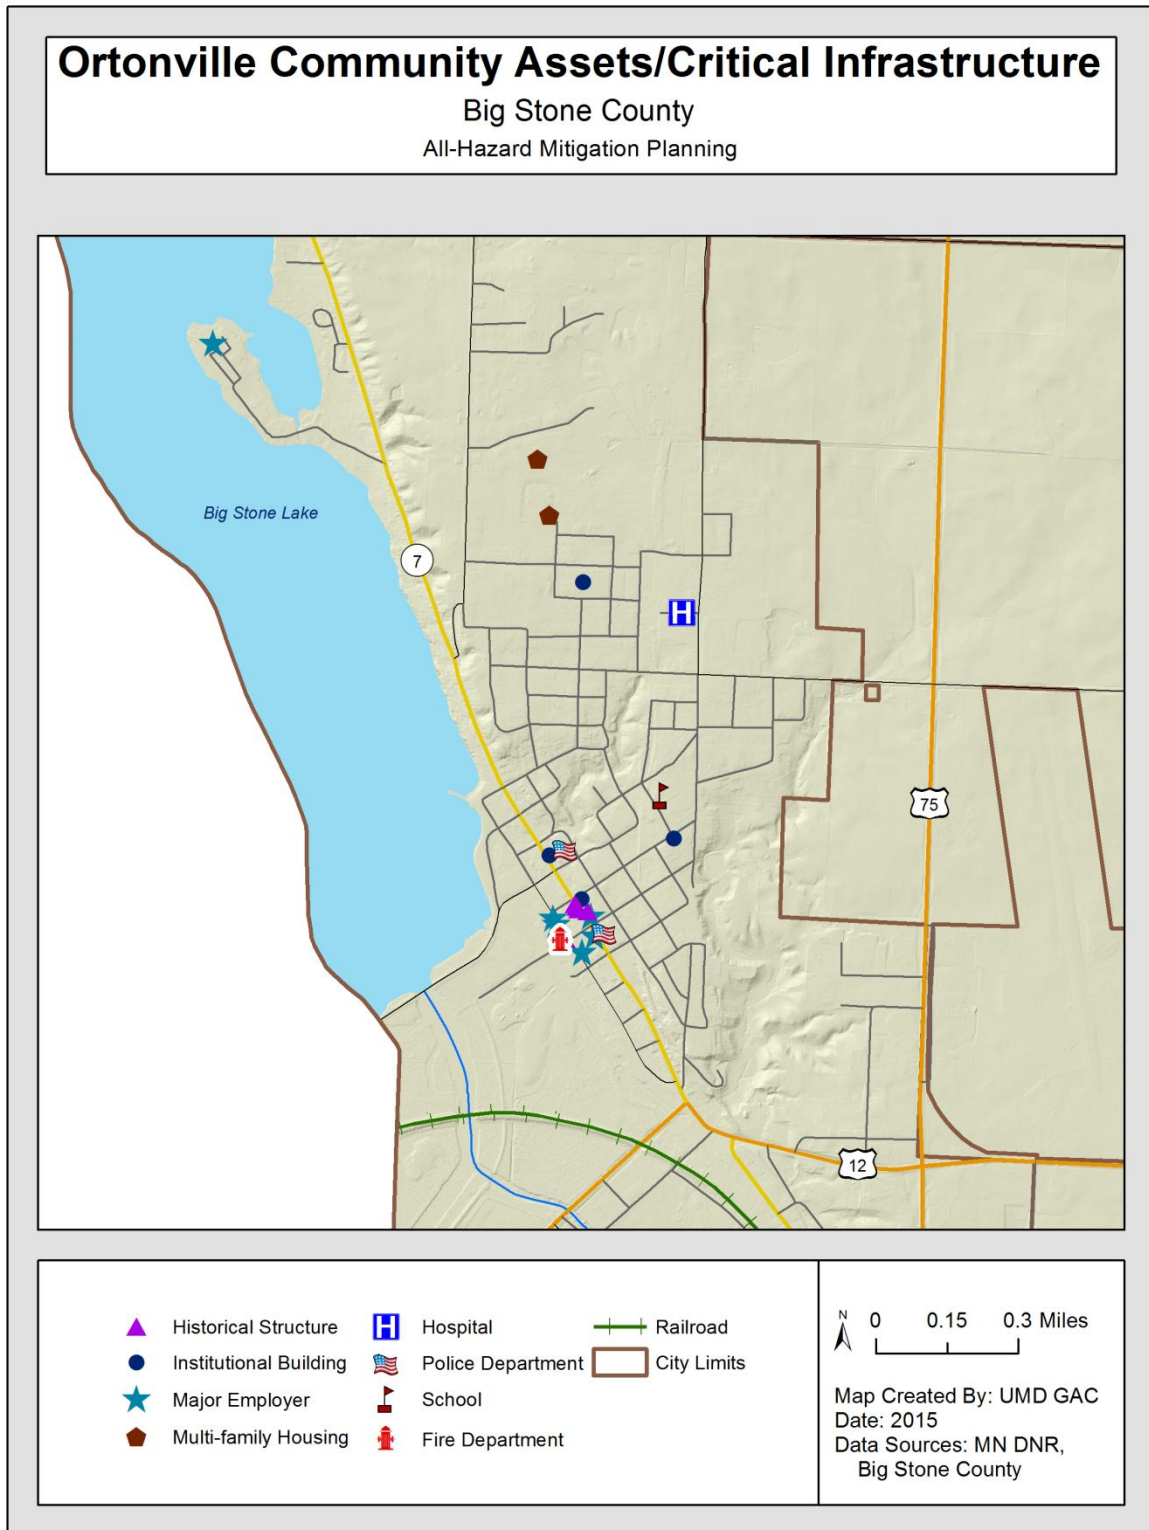 Ortonville Community Assets/Critical Infrastructure
Big Stone County
All-Hazard Mitigation Planning
Big Stone Lake
7
H
75
12
Historical Structure
Institutional Building
Major Employer
Multi-family Housing
H Hospital
Police Department
School
Fire Department
Railroad
City Limits
N
0 0.15 0.3 Miles
Map Created By: UMD GAC
Date: 2015
Data Sources: MN DNR,
Big Stone County